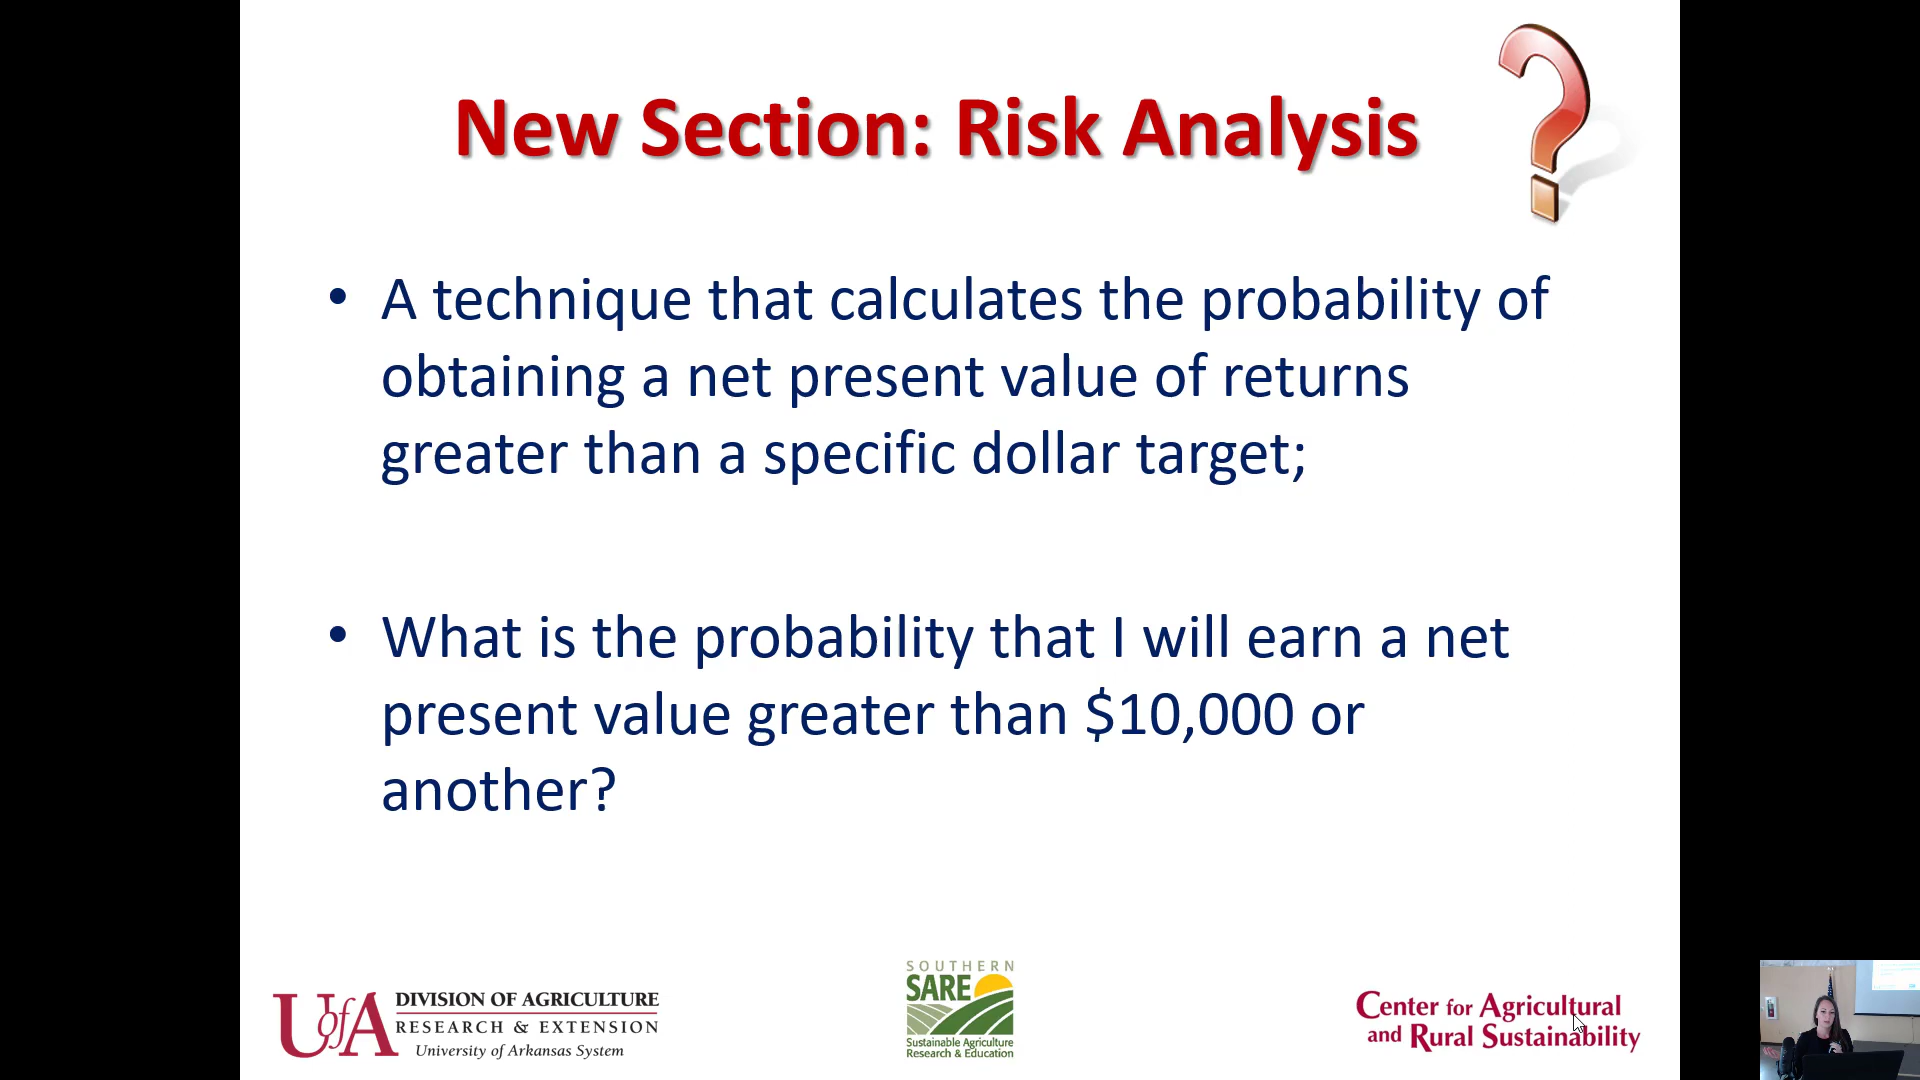 New Section: Risk Analysis
• A technique that calculates the probability of
obtaining a net present value of returns
greater than a specific dollar target;
• What is the probability that I will earn a net
present value greater than $10,000 or
another?
UofA
DIVISION OF AGRICULTURE
RESEARCH & EXTENSION
University of Arkansas System
SOUTHERN
SARE
Sustainable Agriculture
Research & Education
Center for Agricultural
and Rural Sustainability